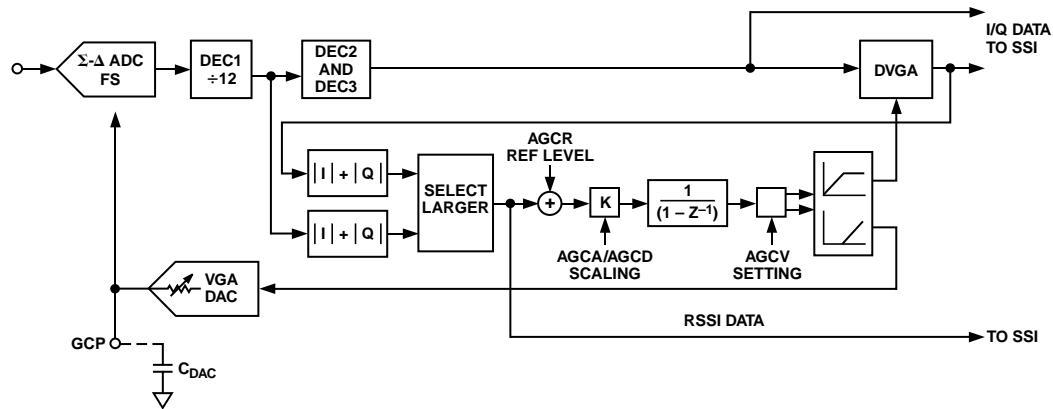 Σ-Δ ADC
FS
DEC1
÷12
DEC2
AND
DEC3
DVGA
I/Q DATA
TO SSI
|I| + |Q|
|I| + |Q|
SELECT
LARGER
AGCR
REF LEVEL
+
K
AGCA/AGCD
SCALING
1
(1 – Z–1)
AGCV
SETTING
VGA
DAC
GCP
CDAC
RSSI DATA
TO SSI